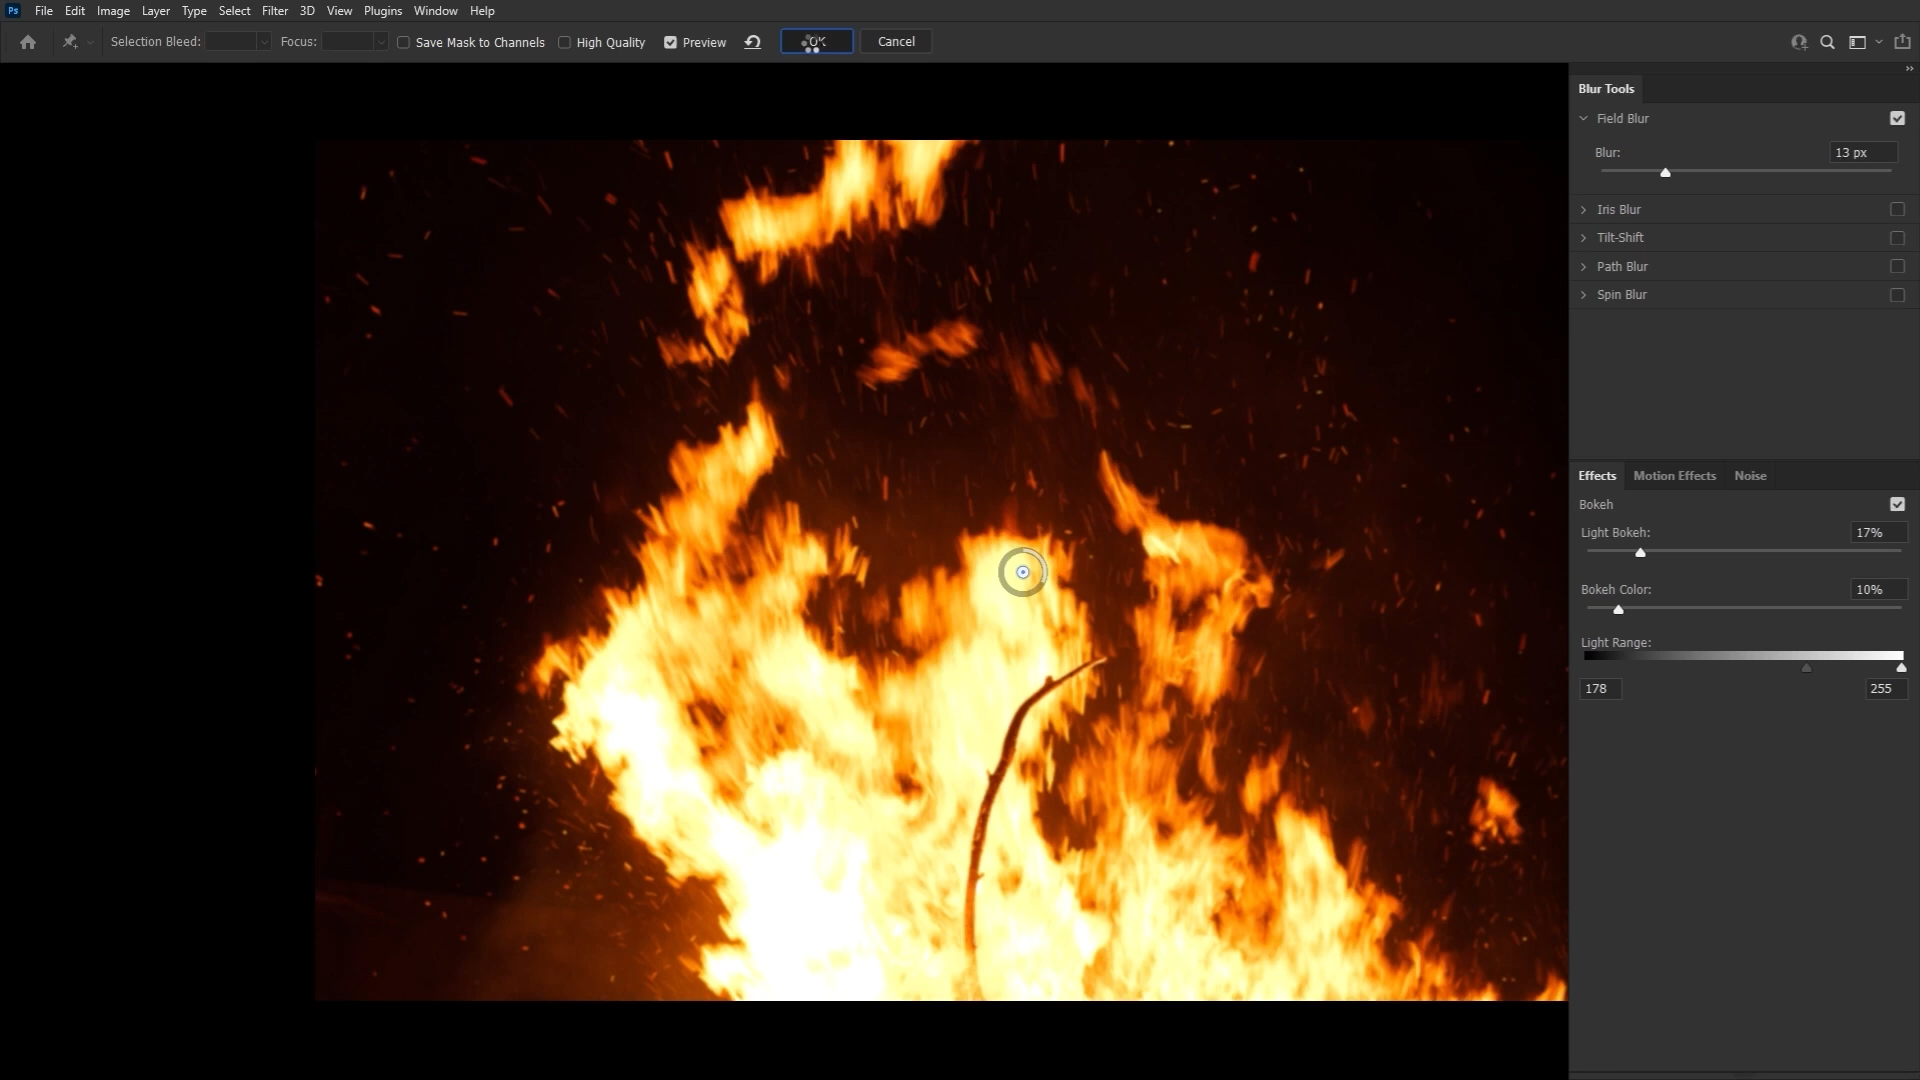 Ps File Edit Image Layer Type Select Filter 3D View Plugins Window Help
Selection Bleed: Focus: Save Mask to Channels High Quality Preview OK Cancel
Blur Tools
Field Blur
Blur: 13 px
Iris Blur
Tilt-Shift
Path Blur
Spin Blur
Effects Motion Effects Noise
Bokeh
Light Bokeh: 17%
Bokeh Color: 10%
Light Range:
178 255